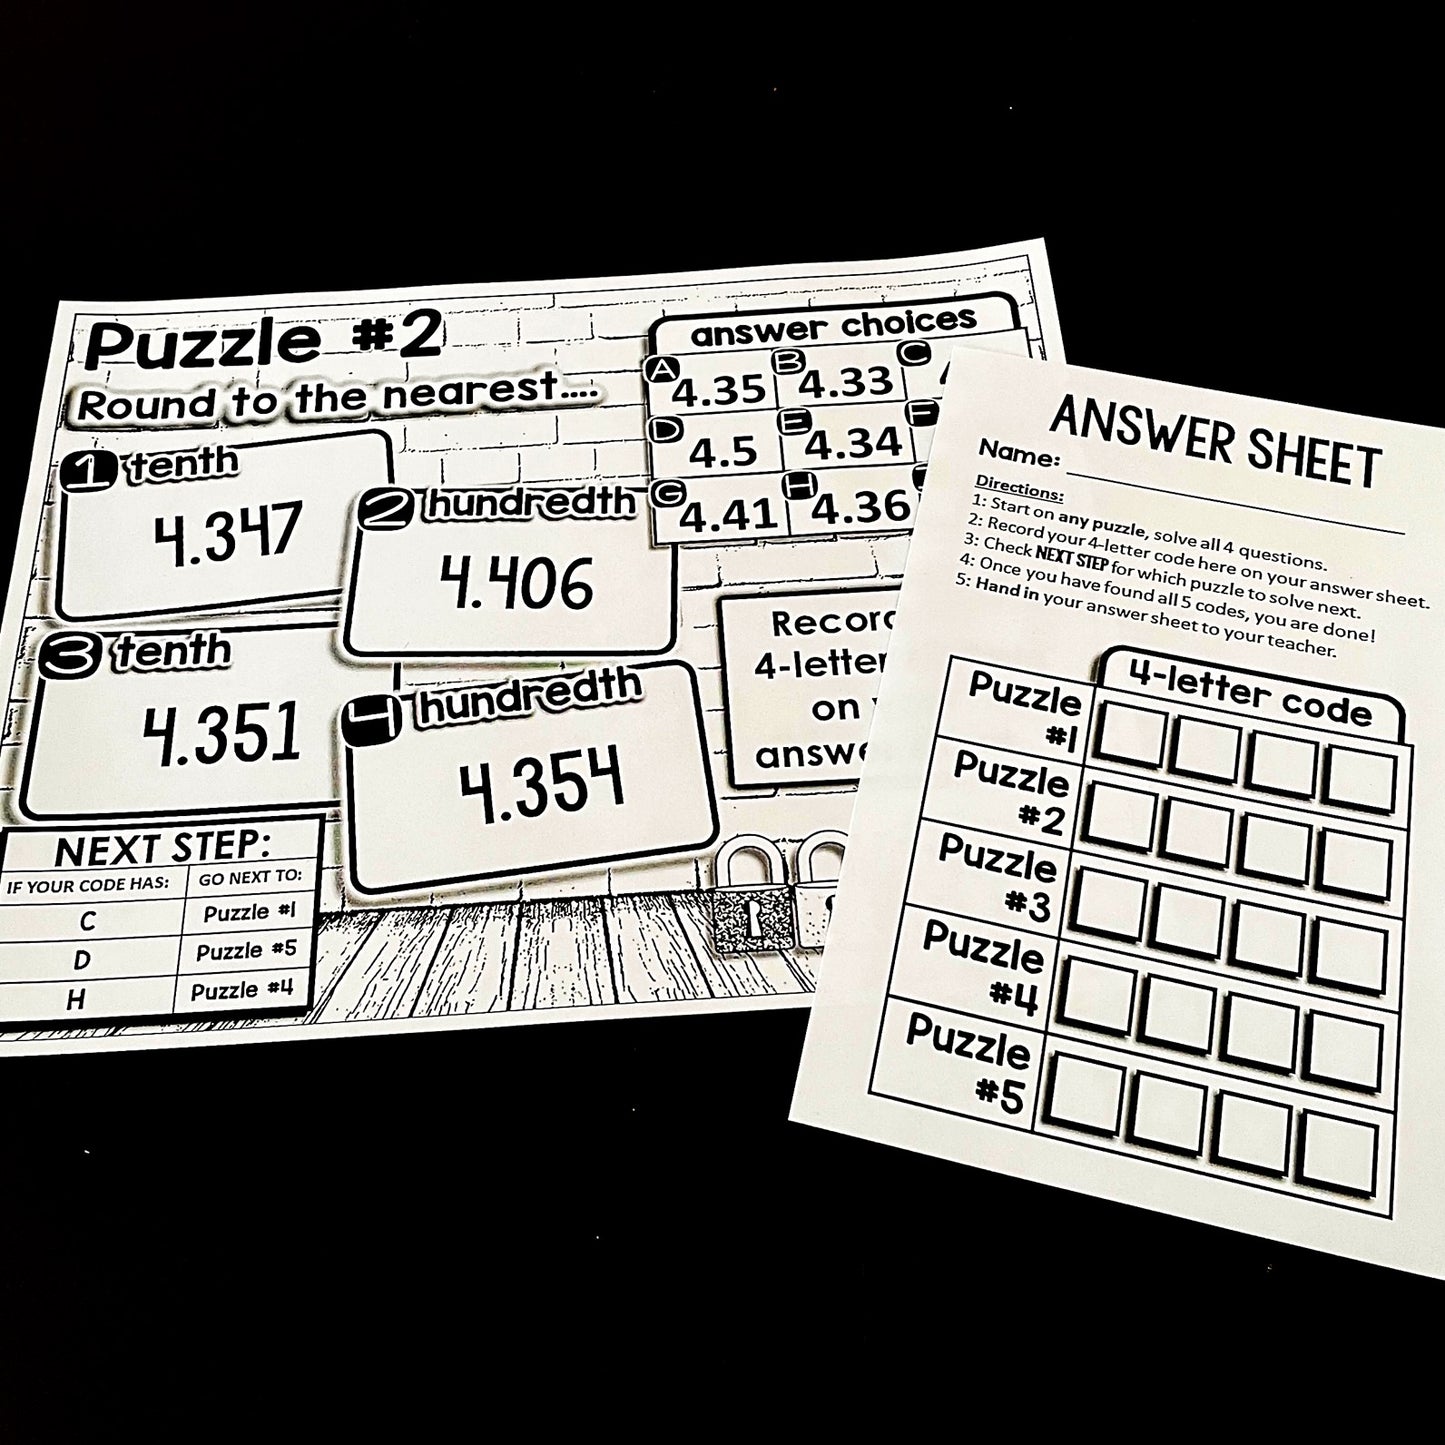 Puzzle #2
Round to the nearest....
1 tenth
4.347
2 hundredth
4.406
3 tenth
4.351
4 hundredth
4.354
answer choices
A 4.35 B 4.33 C
D 4.5 E 4.34 F
G 4.41 H 4.36
Recor
4-letter
on
answe
NEXT STEP:
IF YOUR CODE HAS: GO NEXT TO:
C Puzzle #1
D Puzzle #5
H Puzzle #4
ANSWER SHEET
Name:
Directions:
1: Start on any puzzle, solve all 4 questions.
2: Record your 4-letter code here on your answer sheet.
3: Check NEXT STEP for which puzzle to solve next.
4: Once you have found all 5 codes, you are done!
5: Hand in your answer sheet to your teacher.
4-letter code
Puzzle
#1
Puzzle
#2
Puzzle
#3
Puzzle
#4
Puzzle
#5